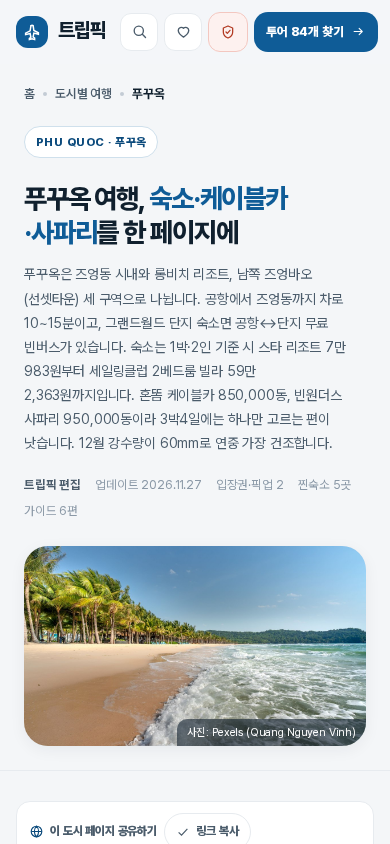 트립픽
투어 84개 찾기 →
홈 • 도시별 여행 • 푸꾸옥
PHU QUOC · 푸꾸옥
푸꾸옥 여행, 숙소·케이블카
·사파리를 한 페이지에
푸꾸옥은 즈엉동 시내와 롱비치 리조트, 남쪽 즈엉바오
(선셋타운) 세 구역으로 나뉩니다. 공항에서 즈엉동까지 차로
10~15분이고, 그랜드월드 단지 숙소면 공항↔단지 무료
빈버스가 있습니다. 숙소는 1박·2인 기준 시 스타 리조트 7만
983원부터 세일링클럽 2베드룸 빌라 59만
2,363원까지입니다. 혼똠 케이블카 850,000동, 빈원더스
사파리 950,000동이라 3박4일에는 하나만 고르는 편이
낫습니다. 12월 강수량이 60mm로 연중 가장 건조합니다.
트립픽 편집 업데이트 2026.11.27 입장권·픽업 2 찐숙소 5곳
가이드 6편
사진: Pexels (Quang Nguyen Vinh)
이 도시 페이지 공유하기 링크 복사